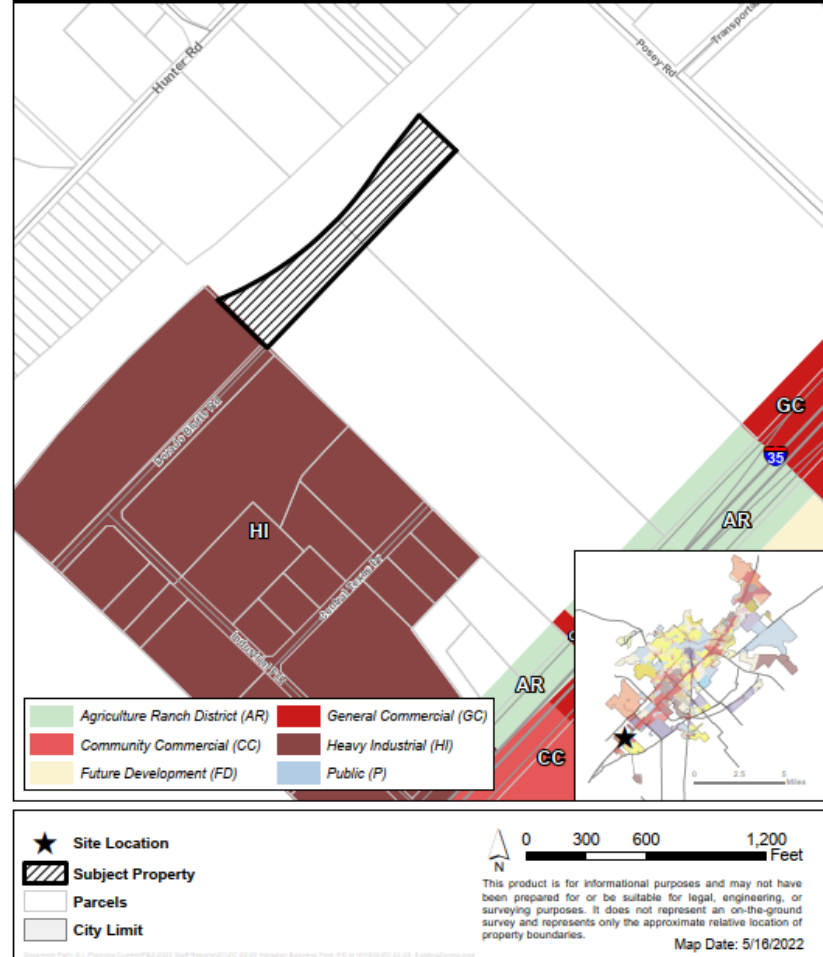 Hunter Rd
Posey Rd
GC
35
AR
HI
Industrial
AR
CC
Agriculture Ranch District (AR)
General Commercial (GC)
Community Commercial (CC)
Heavy Industrial (HI)
Future Development (FD)
Public (P)
0 2.5 5
Miles
Site Location
Subject Property
Parcels
City Limit
N
0 300 600 1,200
Feet
This product is for informational purposes and may not have
been prepared for or be suitable for legal, engineering, or
surveying purposes. It does not represent an on-the-ground
survey and represents only the approximate relative location of
property boundaries.
Map Date: 5/16/2022